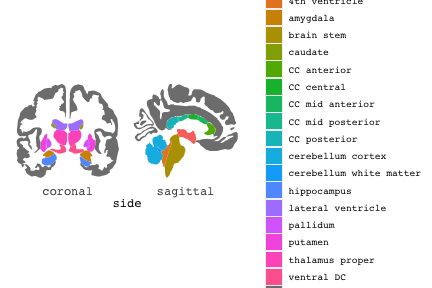 4th ventricle
amygdala
brain stem
caudate
CC anterior
CC central
CC mid anterior
CC mid posterior
CC posterior
cerebellum cortex
cerebellum white matter
hippocampus
lateral ventricle
pallidum
putamen
thalamus proper
ventral DC
coronal
sagittal
side